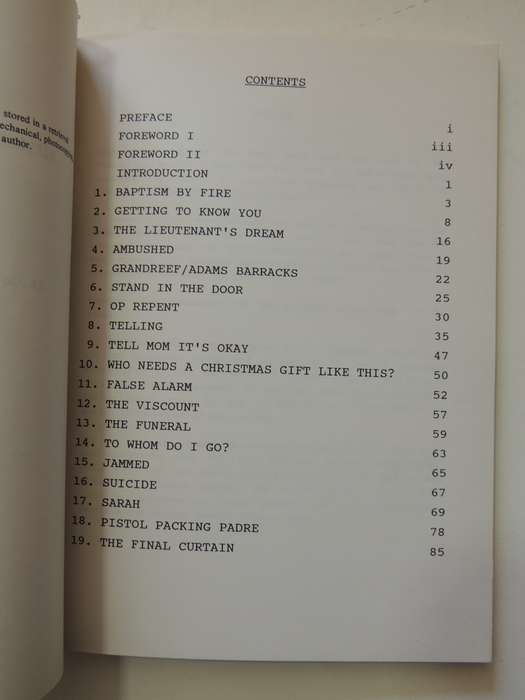 stored in a
author.
CONTENTS
PREFACE i
FOREWORD I iii
FOREWORD II iv
INTRODUCTION 1
1. BAPTISM BY FIRE 3
2. GETTING TO KNOW YOU 8
3. THE LIEUTENANT'S DREAM 16
4. AMBUSHED 19
5. GRANDREEF/ADAMS BARRACKS 22
6. STAND IN THE DOOR 25
7. OP REPENT 30
8. TELLING 35
9. TELL MOM IT'S OKAY 47
10. WHO NEEDS A CHRISTMAS GIFT LIKE THIS? 50
11. FALSE ALARM 52
12. THE VISCOUNT 57
13. THE FUNERAL 59
14. TO WHOM DO I GO? 63
15. JAMMED 65
16. SUICIDE 67
17. SARAH 69
18. PISTOL PACKING PADRE 78
19. THE FINAL CURTAIN 85